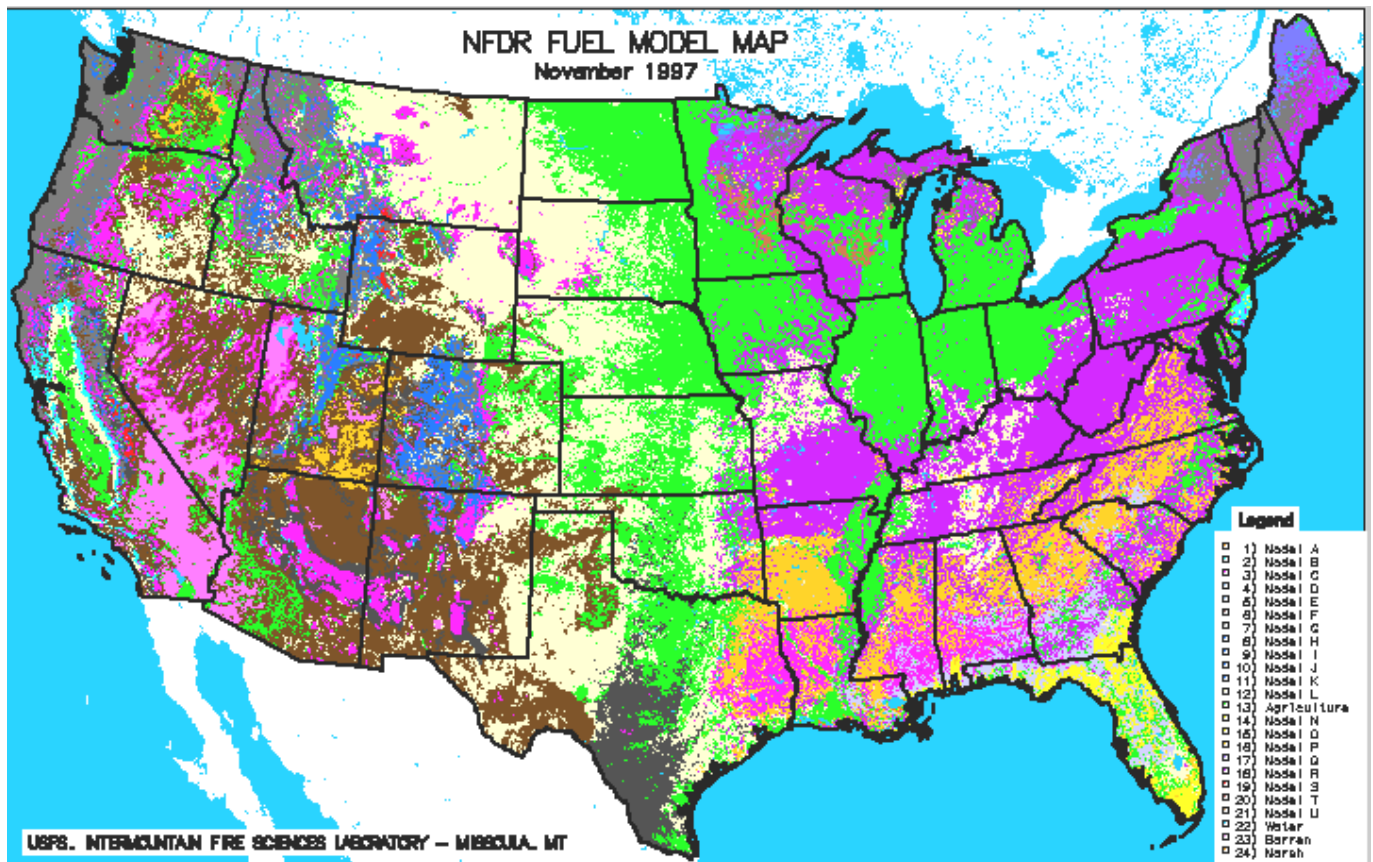 NFDR FUEL MODEL MAP
November 1997
Legend
1) Model A
2) Model B
3) Model C
4) Model D
5) Model E
6) Model F
7) Model G
8) Model H
9) Model I
10) Model J
11) Model K
12) Model L
13) Agriculture
14) Model N
15) Model O
16) Model P
17) Model Q
18) Model R
19) Model S
20) Model T
21) Model U
22) Water
23) Barren
24) Marsh
USFS. INTERMOUNTAIN FIRE SCIENCES LABORATORY - MISSOULA, MT